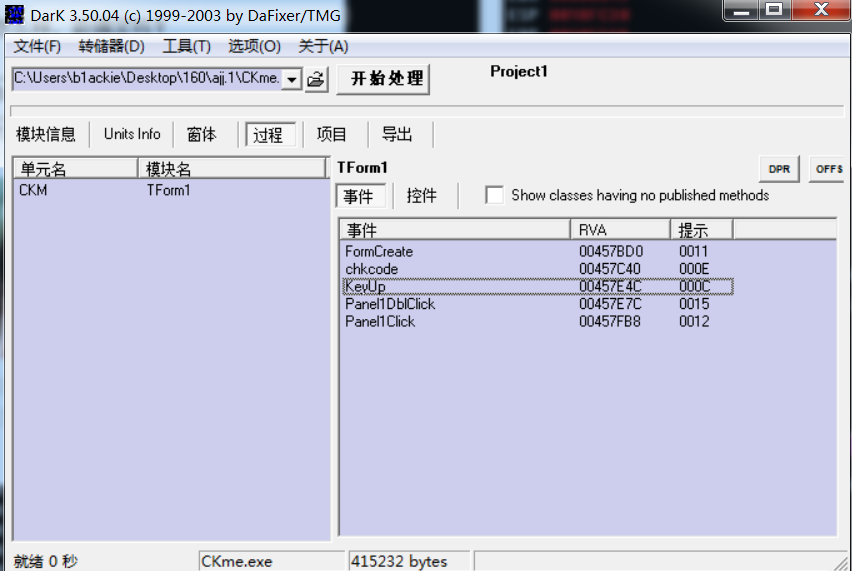 DarK 3.50.04 (c) 1999-2003 by DaFixer/TMG
文件(F) 转储器(D) 工具(T) 选项(O) 关于(A)
C:\Users\b1ackie\Desktop\160\ajj.1\CKme. 开始处理 Project1
模块信息 Units Info 窗体 过程 项目 导出
单元名 模块名
CKM TForm1
TForm1 DPR OFFS
事件 控件 Show classes having no published methods
事件 RVA 提示
FormCreate 00457BD0 0011
chkcode 00457C40 000E
KeyUp 00457E4C 000C
Panel1DblClick 00457E7C 0015
Panel1Click 00457FB8 0012
就绪 0 秒 CKme.exe 415232 bytes